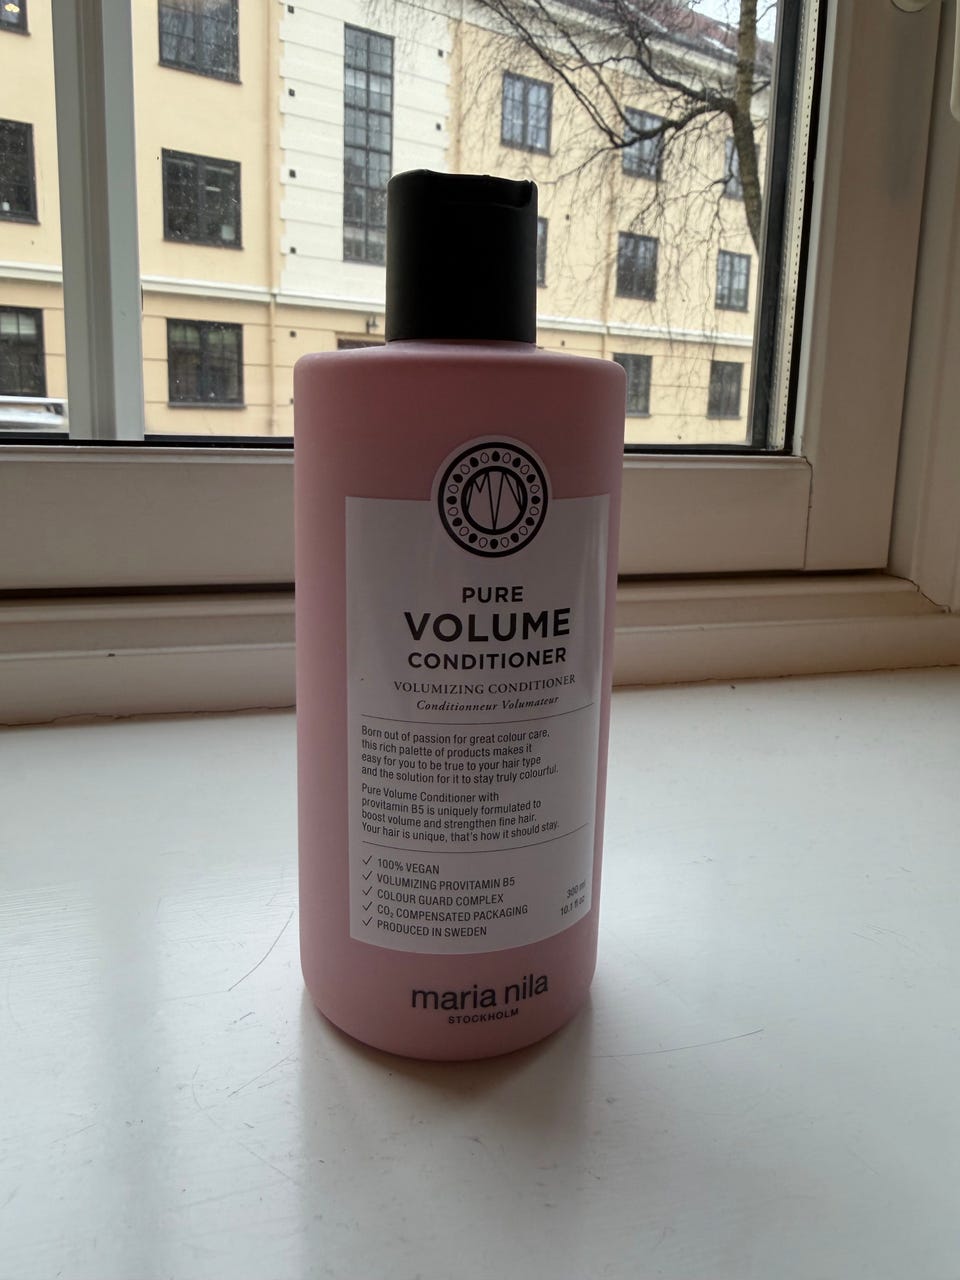 MN
PURE
VOLUME
CONDITIONER
VOLUMIZING CONDITIONER
Conditionneur Volumateur
Born out of passion for great colour care,
this rich palette of products makes it
easy for you to be true to your hair type
and the solution for it to stay truly colourful.
Pure Volume Conditioner with
provitamin B5 is uniquely formulated to
boost volume and strengthen fine hair.
Your hair is unique, that's how it should stay.
✓ 100% VEGAN
✓ VOLUMIZING PROVITAMIN B5
✓ COLOUR GUARD COMPLEX
✓ CO₂ COMPENSATED PACKAGING
✓ PRODUCED IN SWEDEN
300 ml
10.1 fl oz
maria nila
STOCKHOLM